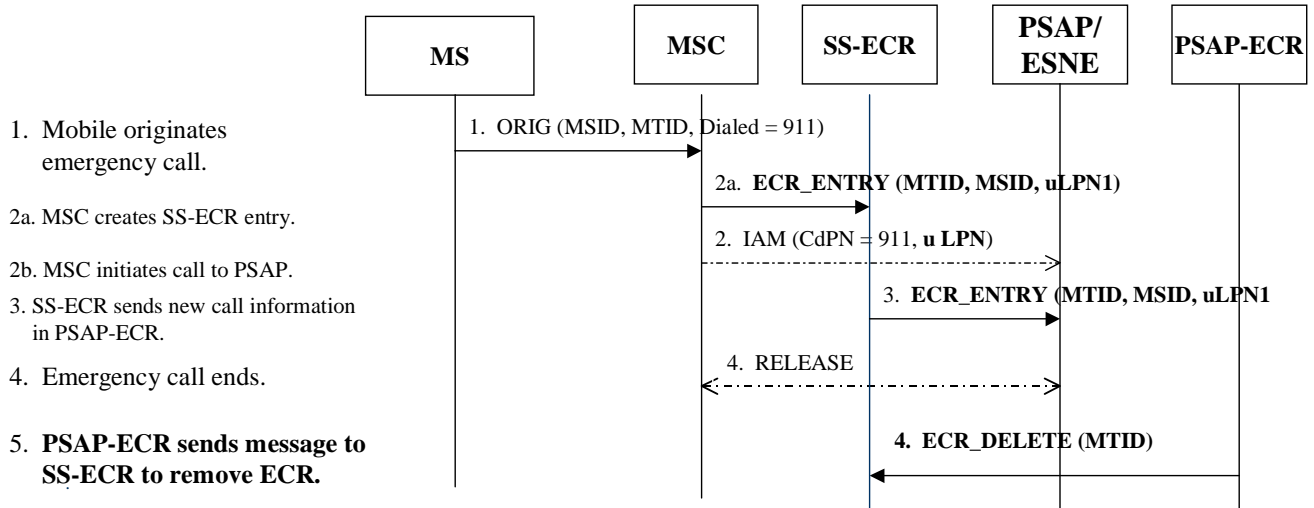 MS
MSC
SS-ECR
PSAP/
ESNE
PSAP-ECR
1. Mobile originates
emergency call.
2a. MSC creates SS-ECR entry.
2b. MSC initiates call to PSAP.
3. SS-ECR sends new call information
in PSAP-ECR.
4. Emergency call ends.
5. PSAP-ECR sends message to
SS-ECR to remove ECR.
1. ORIG (MSID, MTID, Dialed = 911)
2a. ECR_ENTRY (MTID, MSID, uLPN1)
2. IAM (CdPN = 911, u LPN)
3. ECR_ENTRY (MTID, MSID, uLPN1
4. RELEASE
4. ECR_DELETE (MTID)